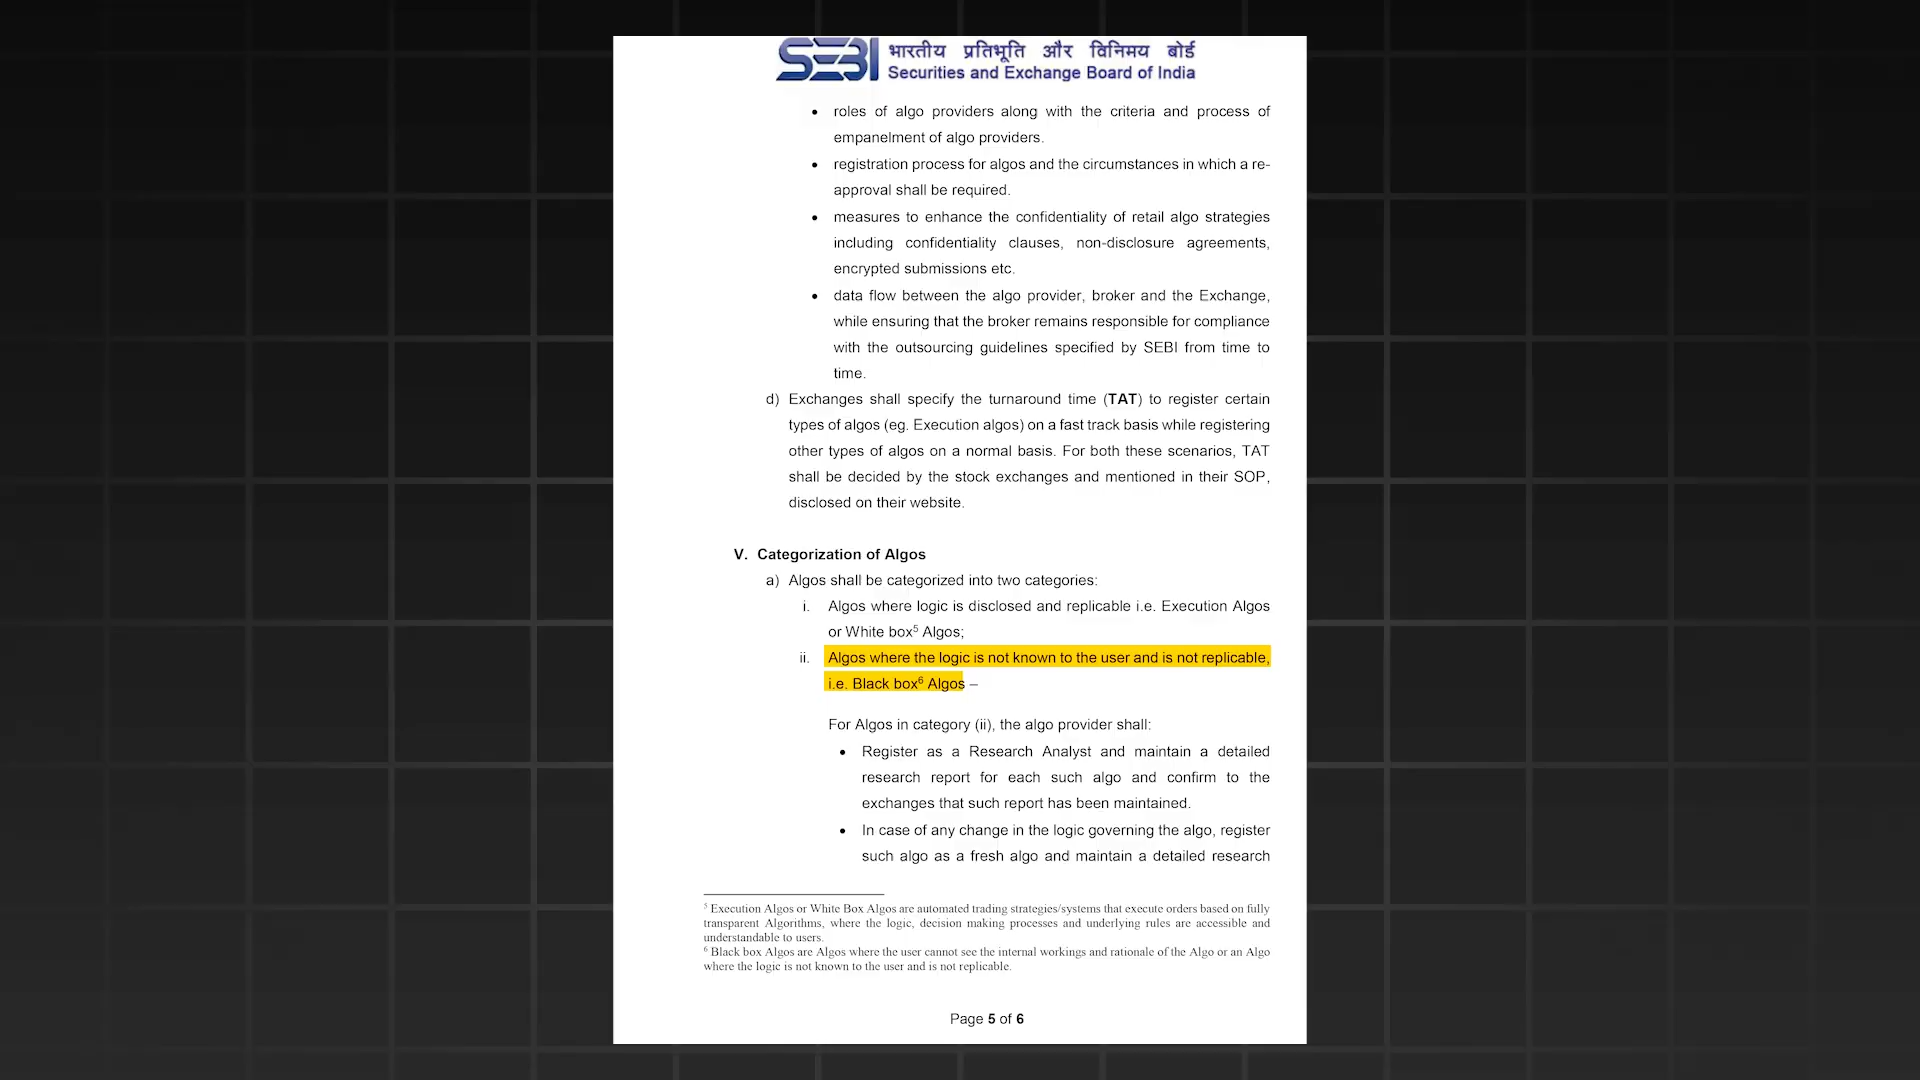 SEBI भारतीय प्रतिभूति और विनिमय बोर्ड
Securities and Exchange Board of India
• roles of algo providers along with the criteria and process of
empanelment of algo providers.
• registration process for algos and the circumstances in which a re-
approval shall be required.
• measures to enhance the confidentiality of retail algo strategies
including confidentiality clauses, non-disclosure agreements,
encrypted submissions etc.
• data flow between the algo provider, broker and the Exchange,
while ensuring that the broker remains responsible for compliance
with the outsourcing guidelines specified by SEBI from time to
time.
d) Exchanges shall specify the turnaround time (TAT) to register certain
types of algos (eg. Execution algos) on a fast track basis while registering
other types of algos on a normal basis. For both these scenarios, TAT
shall be decided by the stock exchanges and mentioned in their SOP,
disclosed on their website.
V. Categorization of Algos
a) Algos shall be categorized into two categories:
i. Algos where logic is disclosed and replicable i.e. Execution Algos
or White box⁵ Algos;
ii. Algos where the logic is not known to the user and is not replicable,
i.e. Black box⁶ Algos –
For Algos in category (ii), the algo provider shall:
• Register as a Research Analyst and maintain a detailed
research report for each such algo and confirm to the
exchanges that such report has been maintained.
• In case of any change in the logic governing the algo, register
such algo as a fresh algo and maintain a detailed research
⁵ Execution Algos or White Box Algos are automated trading strategies/systems that execute orders based on fully
transparent Algorithms, where the logic, decision making processes and underlying rules are accessible and
understandable to users.
⁶ Black box Algos are Algos where the user cannot see the internal workings and rationale of the Algo or an Algo
where the logic is not known to the user and is not replicable.
Page 5 of 6